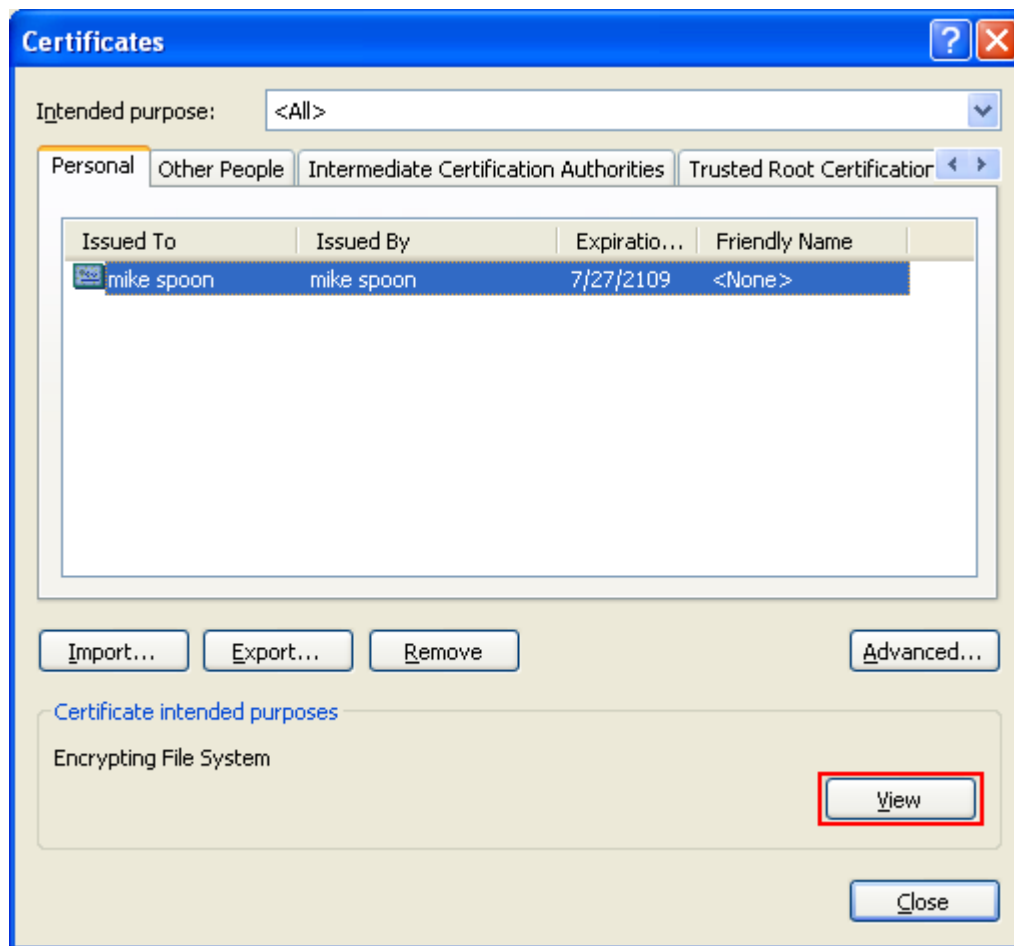 Certificates
Intended purpose: <All>
Personal Other People Intermediate Certification Authorities Trusted Root Certification
Issued To Issued By Expiratio... Friendly Name
mike spoon mike spoon 7/27/2109 <None>
Import... Export... Remove Advanced...
Certificate intended purposes
Encrypting File System
View
Close